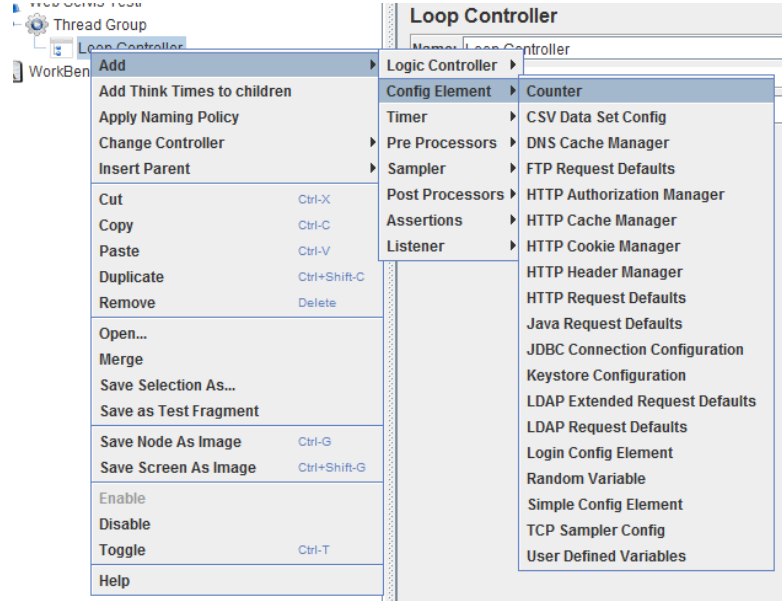 Thread Group
Loop Controller
Loop Controller
WorkBen
Name: Loop Controller
Add
Add Think Times to children
Apply Naming Policy
Change Controller
Insert Parent
Cut Ctrl-X
Copy Ctrl-C
Paste Ctrl-V
Duplicate Ctrl+Shift-C
Remove Delete
Open...
Merge
Save Selection As...
Save as Test Fragment
Save Node As Image Ctrl-G
Save Screen As Image Ctrl+Shift-G
Enable
Disable
Toggle Ctrl-T
Help
Logic Controller
Config Element
Timer
Pre Processors
Sampler
Post Processors
Assertions
Listener
Counter
CSV Data Set Config
DNS Cache Manager
FTP Request Defaults
HTTP Authorization Manager
HTTP Cache Manager
HTTP Cookie Manager
HTTP Header Manager
HTTP Request Defaults
Java Request Defaults
JDBC Connection Configuration
Keystore Configuration
LDAP Extended Request Defaults
LDAP Request Defaults
Login Config Element
Random Variable
Simple Config Element
TCP Sampler Config
User Defined Variables